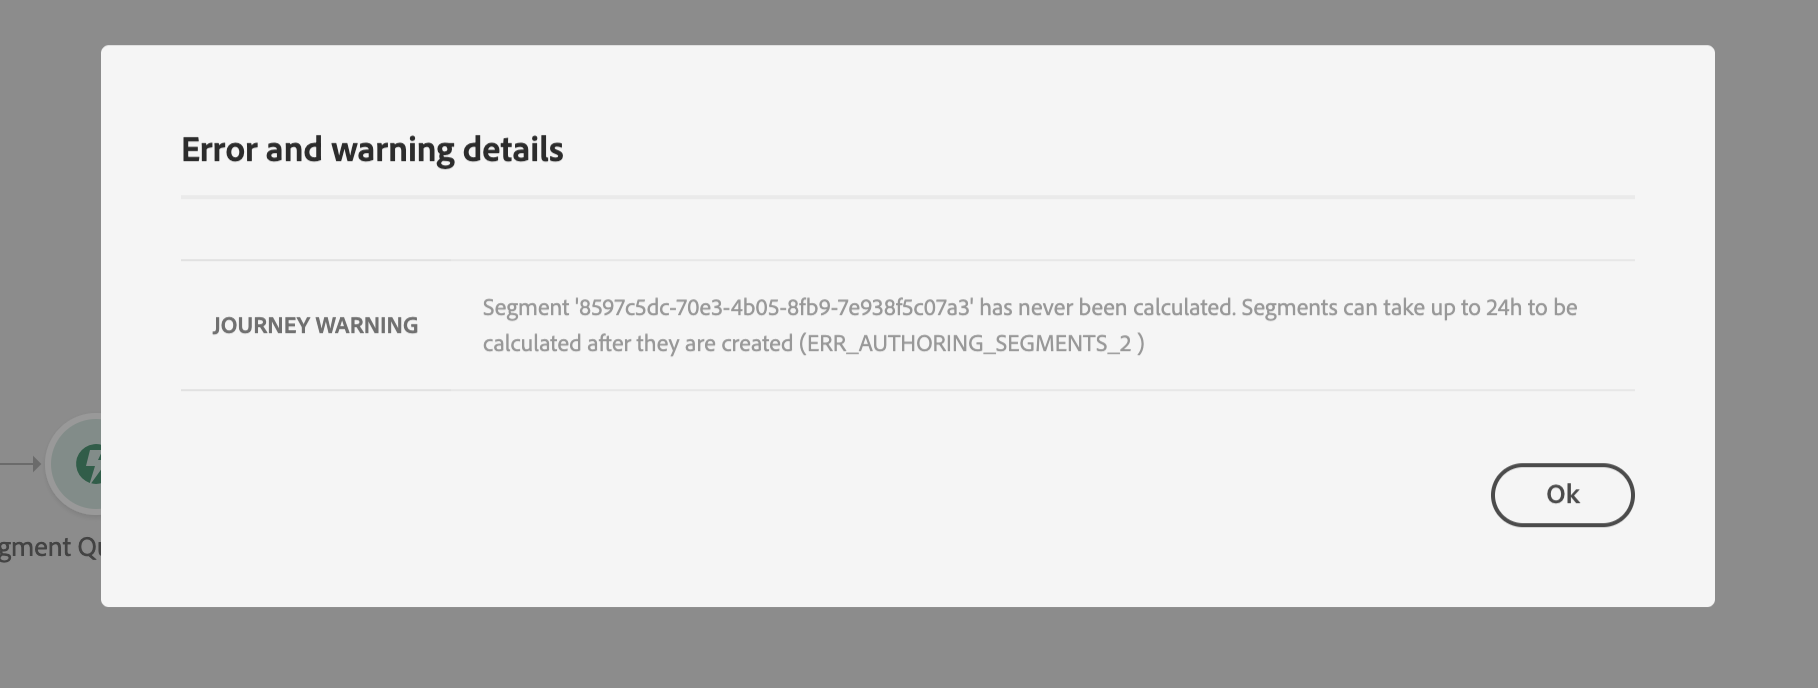 Error and warning details
JOURNEY WARNING
Segment '8597c5dc-70e3-4b05-8fb9-7e938f5c07a3' has never been calculated. Segments can take up to 24h to be
calculated after they are created (ERR_AUTHORING_SEGMENTS_2 )
Ok
gment Qu